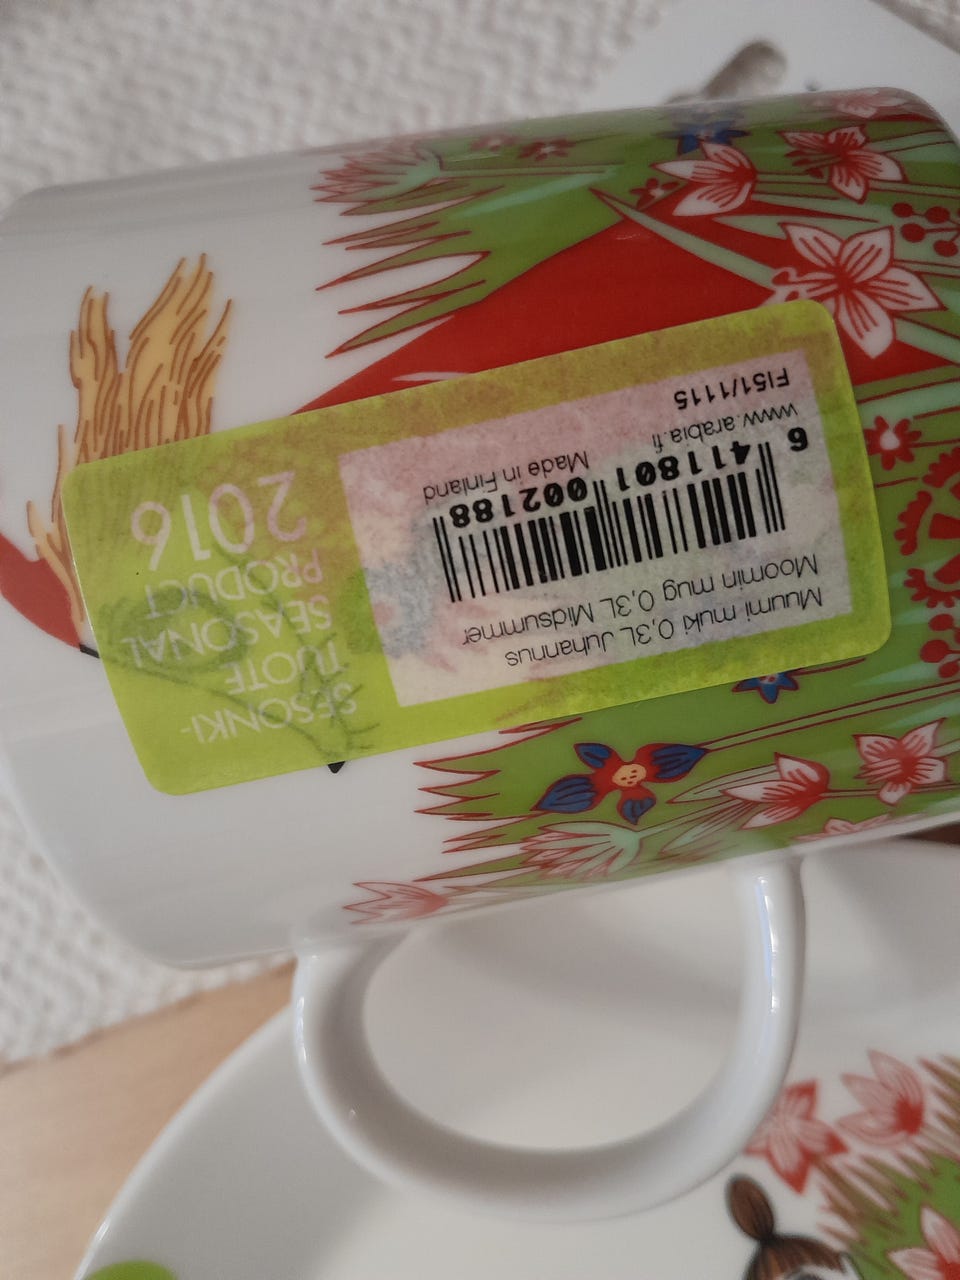 SESONKI-
TUOTE
SEASONAL
PRODUCT
2016
Muumi muki 0,3L Juhannus
Moomin mug 0,3L Midsummer
6 411801 002188
Made in Finland
www.arabia.fi
FI51/1115